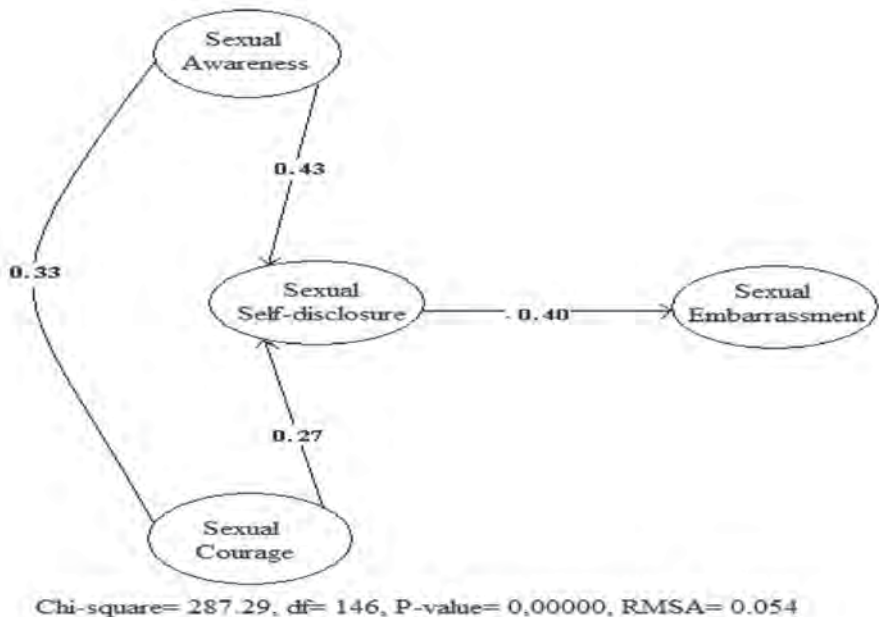 Sexual
Awareness
0.43
0.33
Sexual
Self-disclosure
- 0.40
Sexual
Embarrassment
0.27
Sexual
Courage
Chi-square= 287.29, df= 146, P-value= 0,00000, RMSA= 0.054